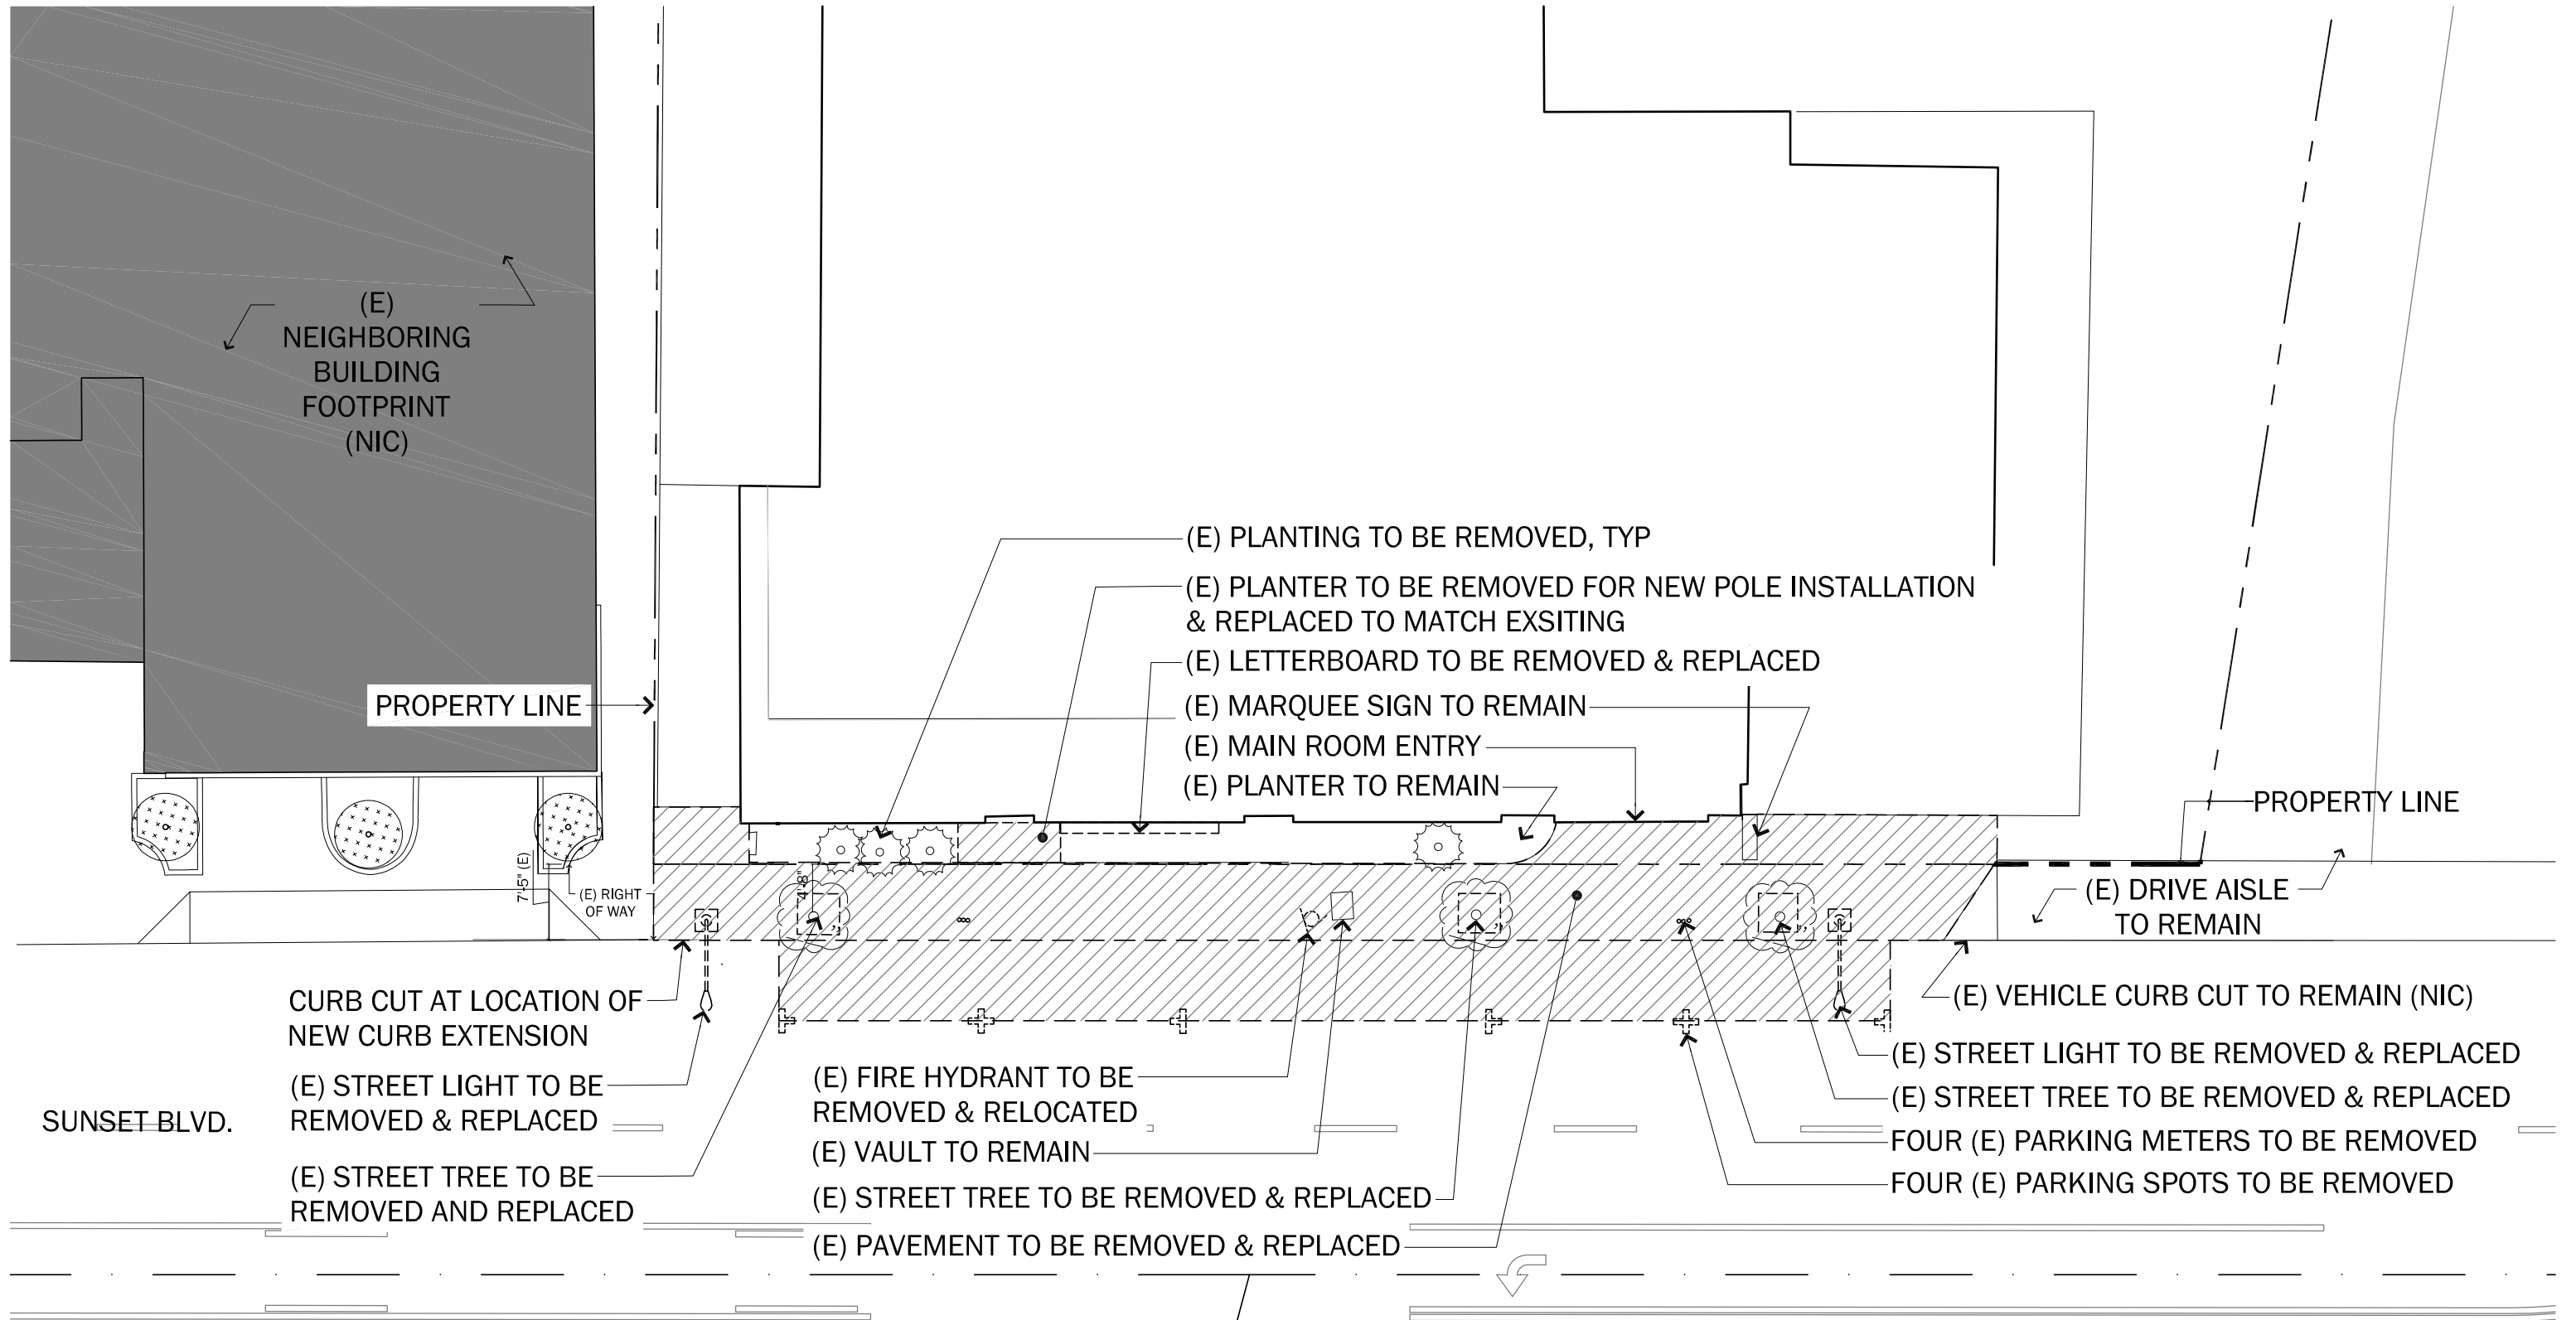 (E)
NEIGHBORING
BUILDING
FOOTPRINT
(NIC)
(E) PLANTING TO BE REMOVED, TYP
(E) PLANTER TO BE REMOVED FOR NEW POLE INSTALLATION
& REPLACED TO MATCH EXSITING
(E) LETTERBOARD TO BE REMOVED & REPLACED
PROPERTY LINE
(E) MARQUEE SIGN TO REMAIN
(E) MAIN ROOM ENTRY
(E) PLANTER TO REMAIN
PROPERTY LINE
7'-5" (E)
(E) RIGHT
OF WAY
4'-8"
(E) DRIVE AISLE
TO REMAIN
CURB CUT AT LOCATION OF
NEW CURB EXTENSION
(E) VEHICLE CURB CUT TO REMAIN (NIC)
(E) STREET LIGHT TO BE
REMOVED & REPLACED
(E) FIRE HYDRANT TO BE
REMOVED & RELOCATED
(E) STREET LIGHT TO BE REMOVED & REPLACED
(E) STREET TREE TO BE REMOVED & REPLACED
SUNSET BLVD.
(E) VAULT TO REMAIN
FOUR (E) PARKING METERS TO BE REMOVED
(E) STREET TREE TO BE
REMOVED AND REPLACED
(E) STREET TREE TO BE REMOVED & REPLACED
FOUR (E) PARKING SPOTS TO BE REMOVED
(E) PAVEMENT TO BE REMOVED & REPLACED